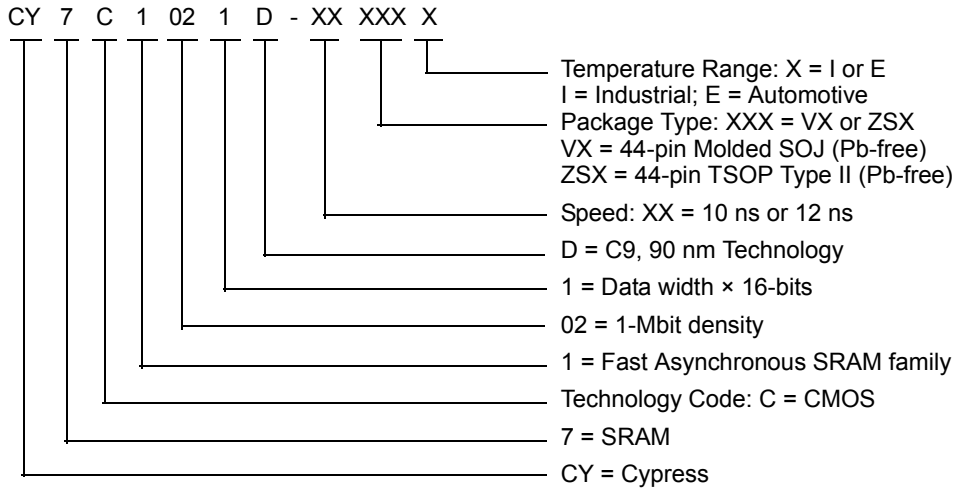 CY 7 C 1 02 1 D - XX XXX X
Temperature Range: X = I or E
I = Industrial; E = Automotive
Package Type: XXX = VX or ZSX
VX = 44-pin Molded SOJ (Pb-free)
ZSX = 44-pin TSOP Type II (Pb-free)
Speed: XX = 10 ns or 12 ns
D = C9, 90 nm Technology
1 = Data width × 16-bits
02 = 1-Mbit density
1 = Fast Asynchronous SRAM family
Technology Code: C = CMOS
7 = SRAM
CY = Cypress